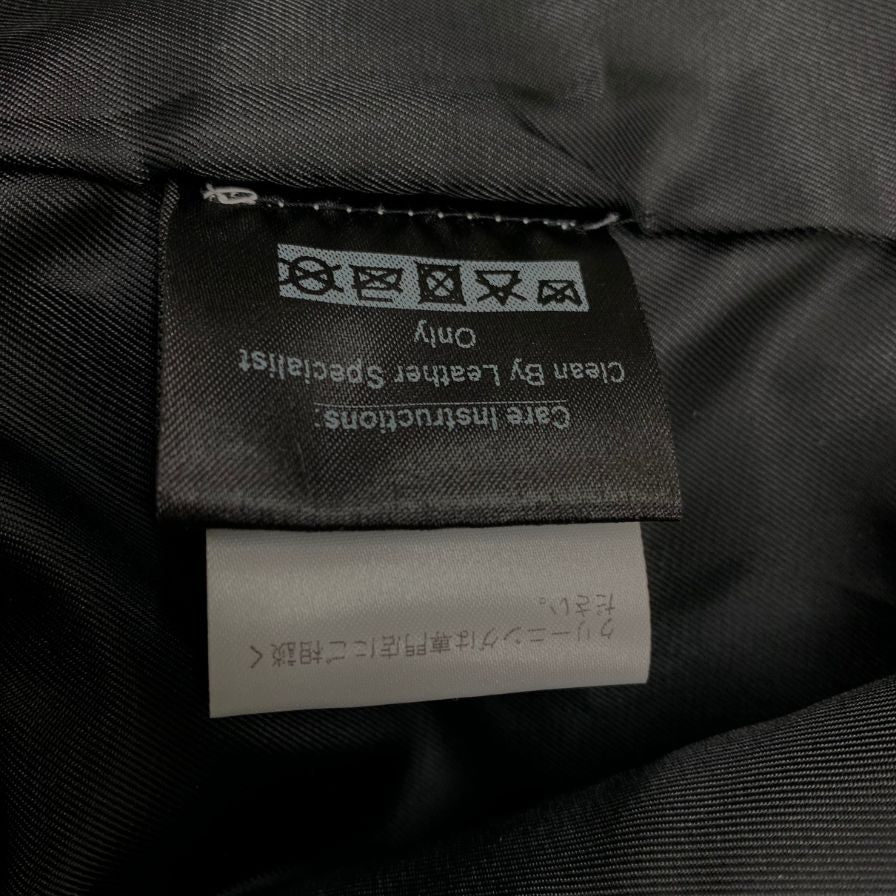 Care Instructions:
Clean By Leather Specialist
Only
クリーニングは専門店にご相談く
ださい。